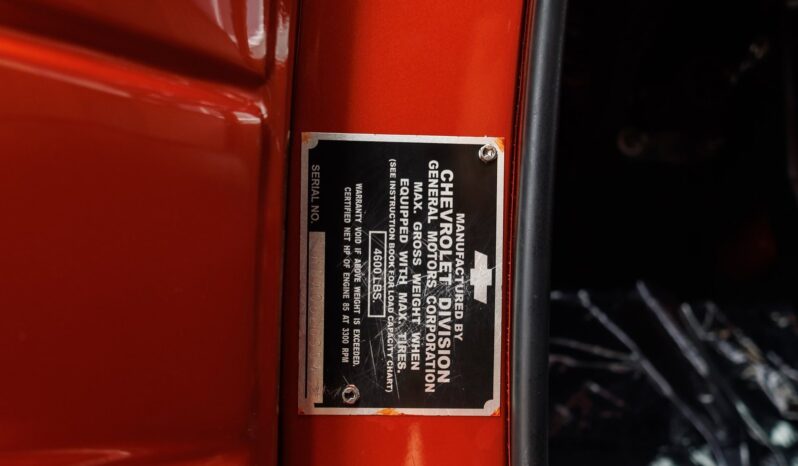 MANUFACTURED BY
CHEVROLET DIVISION
GENERAL MOTORS CORPORATION
MAX. GROSS WEIGHT WHEN
EQUIPPED WITH MAX. TIRES.
(SEE INSTRUCTION BOOK FOR LOAD CAPACITY CHART)
4600 LBS.
WARRANTY VOID IF ABOVE WEIGHT IS EXCEEDED.
CERTIFIED NET HP OF ENGINE 85 AT 3300 RPM
SERIAL NO.